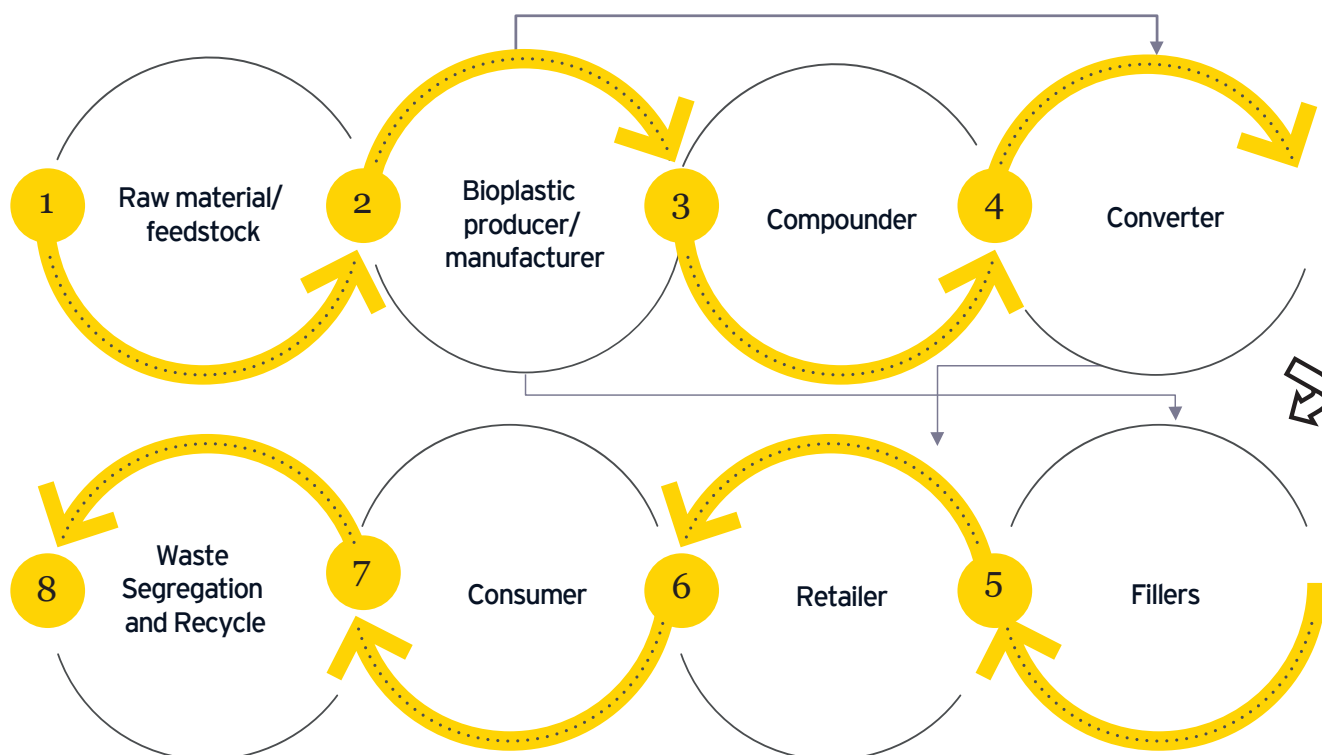 1
Raw material/
feedstock
2
Bioplastic
producer/
manufacturer
3
Compounder
4
Converter
8
Waste
Segregation
and Recycle
7
Consumer
6
Retailer
5
Fillers